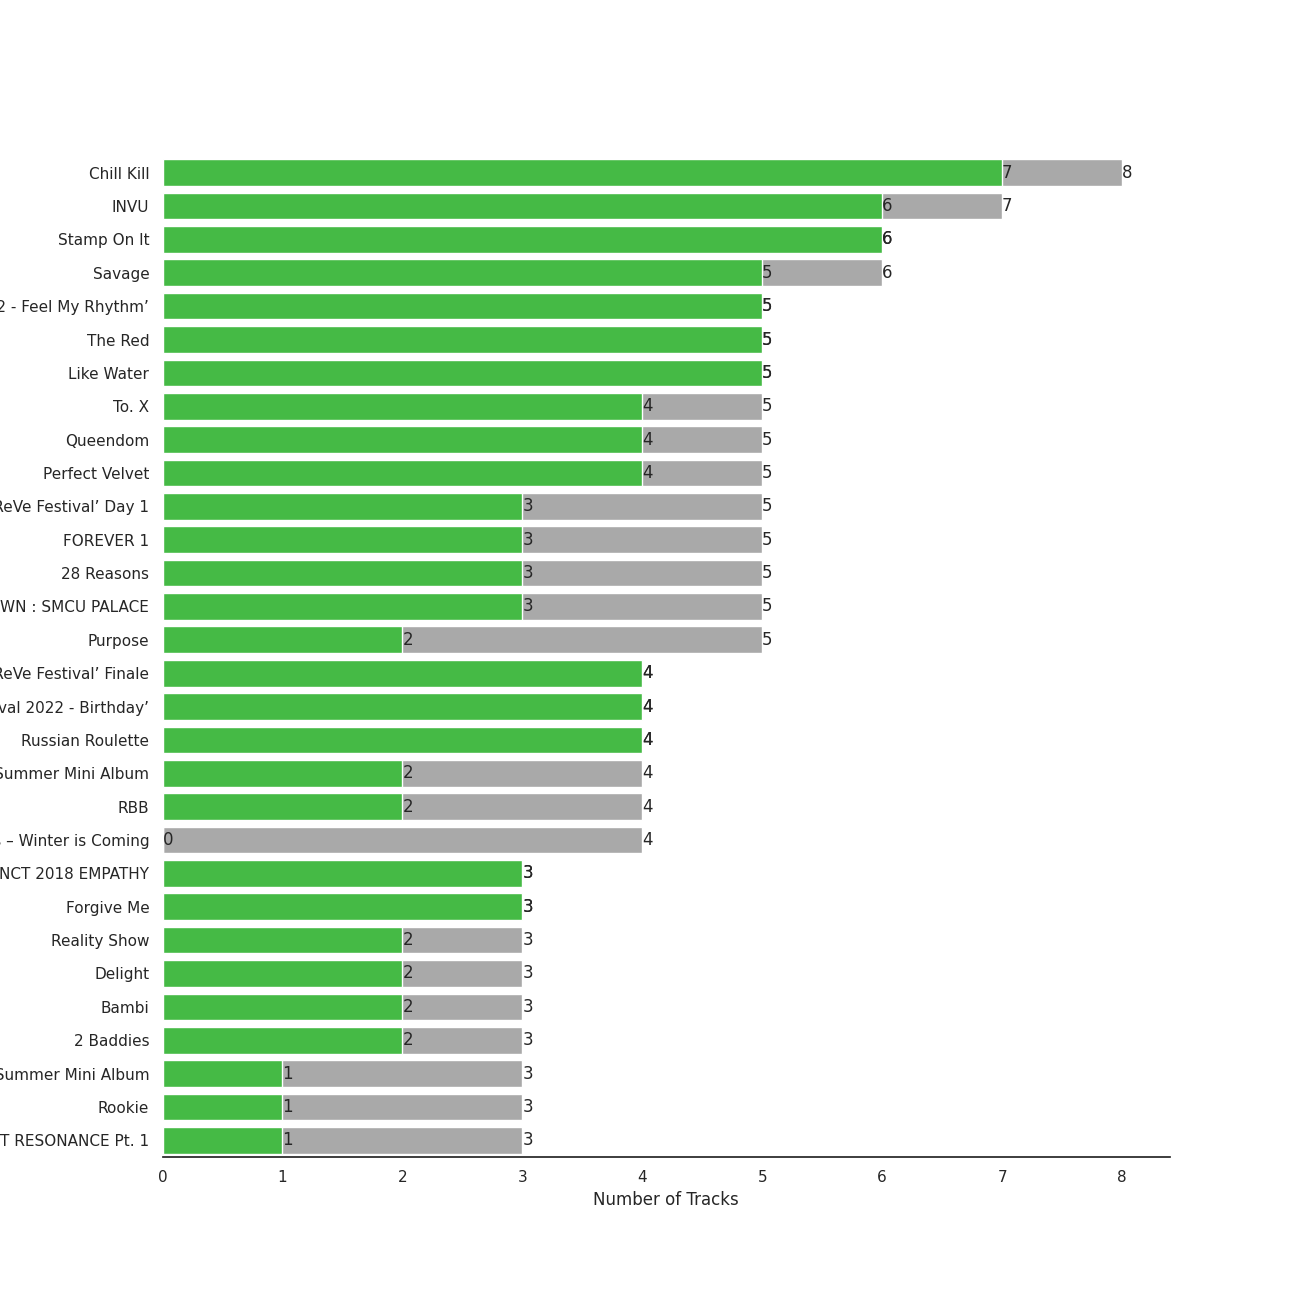 Chill Kill 7 8
INVU 6 7
Stamp On It 6
Savage 5 6
2 - Feel My Rhythm’ 5
The Red 5
Like Water 5
To. X 4 5
Queendom 4 5
Perfect Velvet 4 5
ReVe Festival’ Day 1 3 5
FOREVER 1 3 5
28 Reasons 3 5
WN : SMCU PALACE 3 5
Purpose 2 5
ReVe Festival’ Finale 4
val 2022 - Birthday’ 4
Russian Roulette 4
Summer Mini Album 2 4
RBB 2 4
– Winter is Coming 0 4
NCT 2018 EMPATHY 3
Forgive Me 3
Reality Show 2 3
Delight 2 3
Bambi 2 3
2 Baddies 2 3
Summer Mini Album 1 3
Rookie 1 3
T RESONANCE Pt. 1 1 3
0 1 2 3 4 5 6 7 8
Number of Tracks